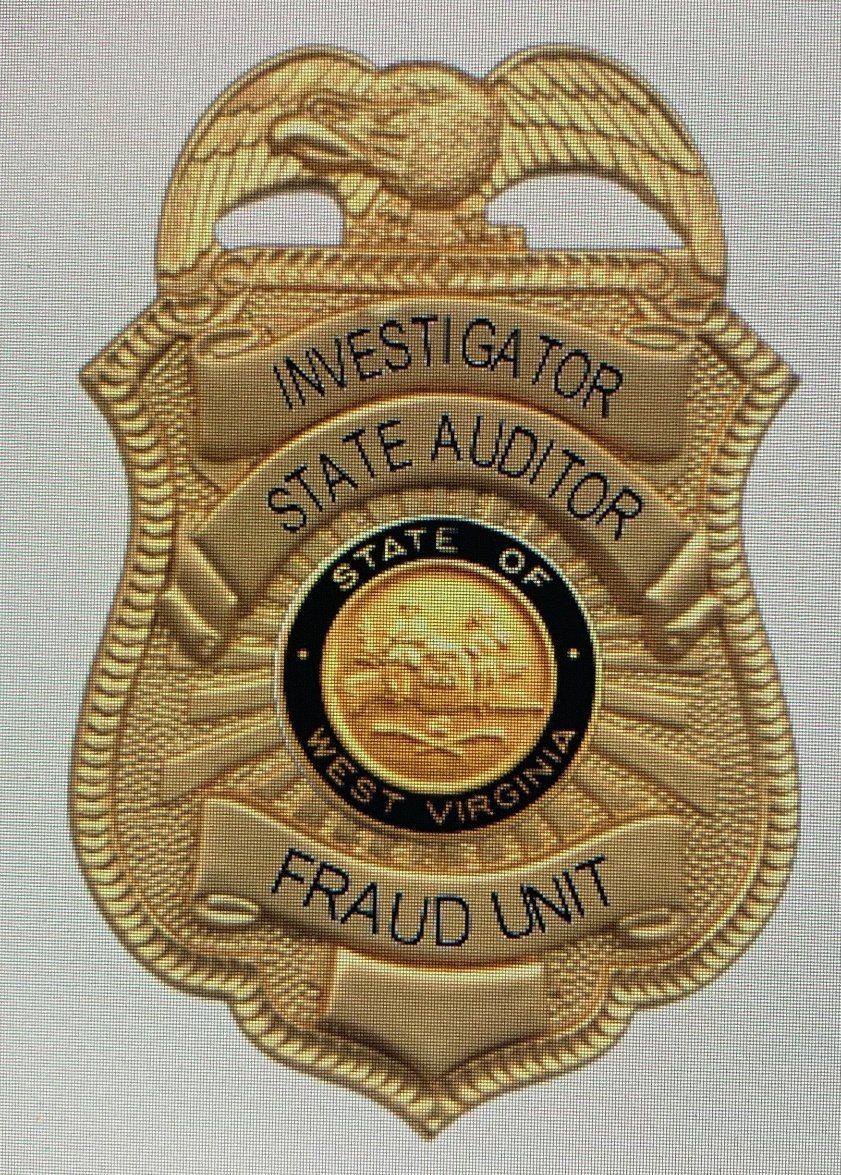 INVESTIGATOR
STATE AUDITOR
STATE OF
WEST VIRGINIA
FRAUD UNIT